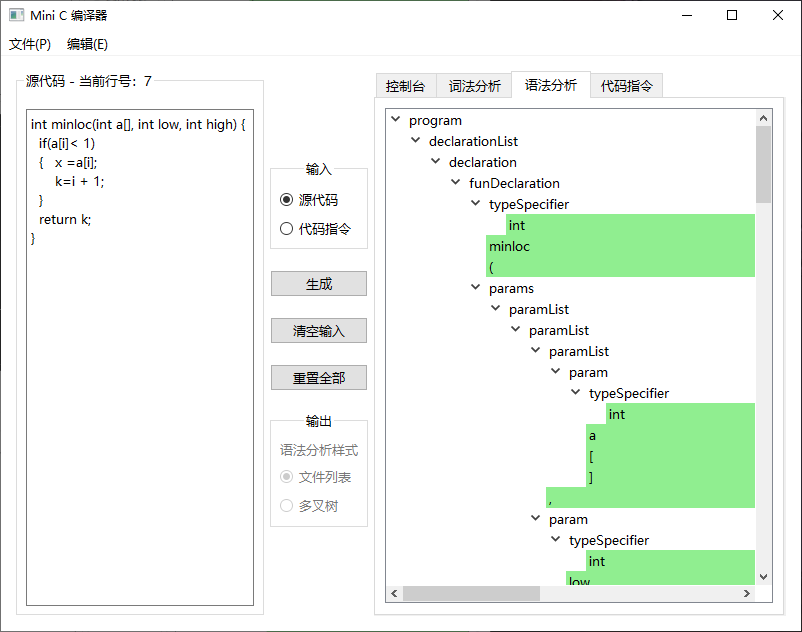 Mini C 编译器
文件(P) 编辑(E)
源代码 - 当前行号：7
int minloc(int a[], int low, int high) {
if(a[i]< 1)
{ x =a[i];
k=i + 1;
}
return k;
}
输入
源代码
代码指令
生成
清空输入
重置全部
输出
语法分析样式
文件列表
多叉树
控制台 词法分析 语法分析 代码指令
program
declarationList
declaration
funDeclaration
typeSpecifier
int
minloc
(
params
paramList
paramList
paramList
param
typeSpecifier
int
a
[
]
,
param
typeSpecifier
int
low